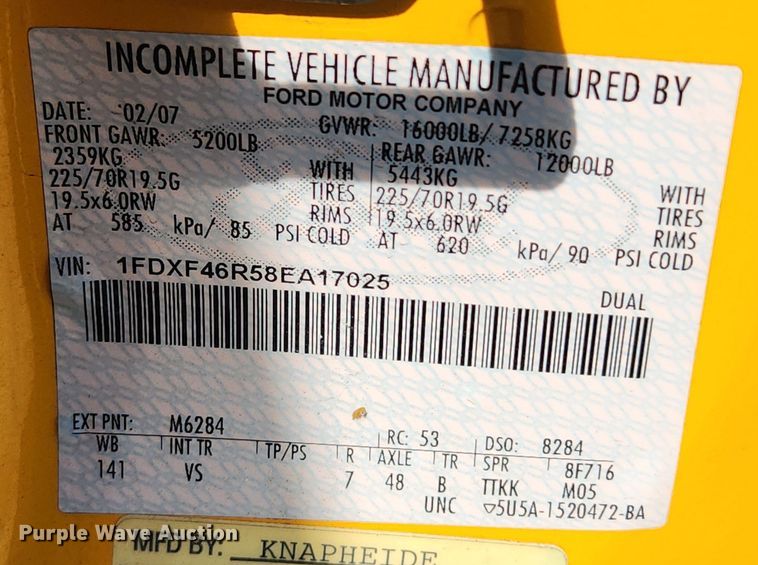 INCOMPLETE VEHICLE MANUFACTURED BY
FORD MOTOR COMPANY
DATE: 02/07 GVWR: 16000LB/ 7258KG
FRONT GAWR: 5200LB REAR GAWR: 12000LB
2359KG WITH 5443KG WITH
225/70R19.5G TIRES 225/70R19.5G TIRES
19.5x6.0RW RIMS 19.5x6.0RW RIMS
AT 585 kPa/ 85 PSI COLD AT 620 kPa/ 90 PSI COLD
VIN: 1FDXF46R58EA17025
DUAL
EXT PNT: M6284 RC: 53 DSO: 8284
WB INT TR TP/PS R AXLE TR SPR 8F716
141 VS 7 48 B TTKK M05
UNC ▽5U5A-1520472-BA
Purple Wave Auction
MFD BY: KNAPHEIDE